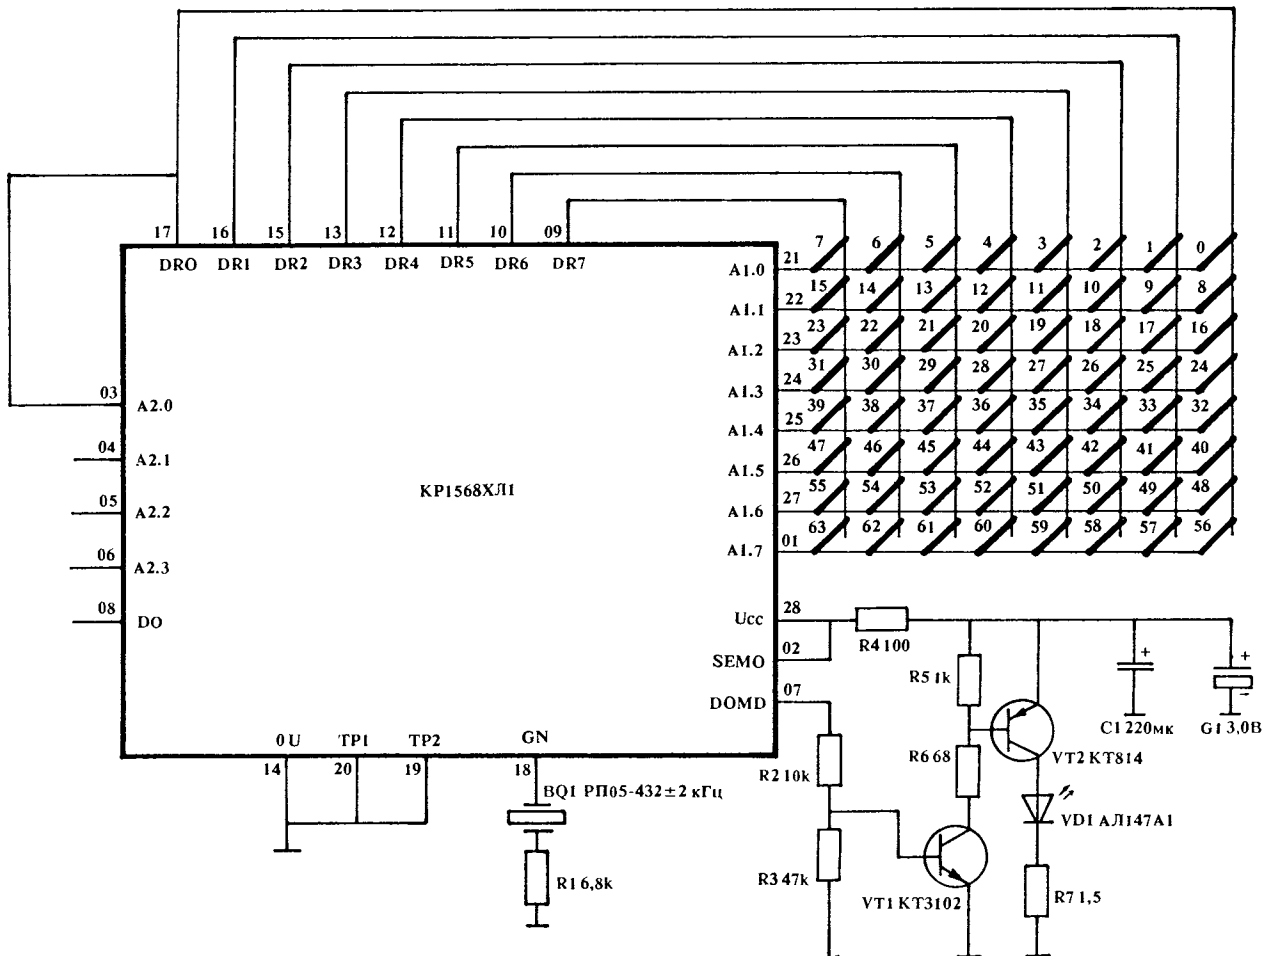 17 16 15 13 12 11 10 09
DR0 DR1 DR2 DR3 DR4 DR5 DR6 DR7
7 6 5 4 3 2 1 0
A1.0 21
15 14 13 12 11 10 9 8
A1.1 22
23 22 21 20 19 18 17 16
A1.2 23
31 30 29 28 27 26 25 24
A1.3 24
39 38 37 36 35 34 33 32
A1.4 25
47 46 45 44 43 42 41 40
A1.5 26
55 54 53 52 51 50 49 48
A1.6 27
63 62 61 60 59 58 57 56
A1.7 01
03 A2.0
04 A2.1
05 A2.2
06 A2.3
08 DO
КР1568ХЛ1
Ucc 28
SEMO 02
DOMD 07
R4 100
R5 1k
R6 68
+
C1 220мк
+
−
G1 3,0В
VT2 КТ814
0U TP1 TP2 GN
14 20 19 18
BQ1 РП05-432±2 кГц
R1 6,8k
R2 10k
R3 47k
VT1 КТ3102
VD1 АЛ147А1
R7 1,5